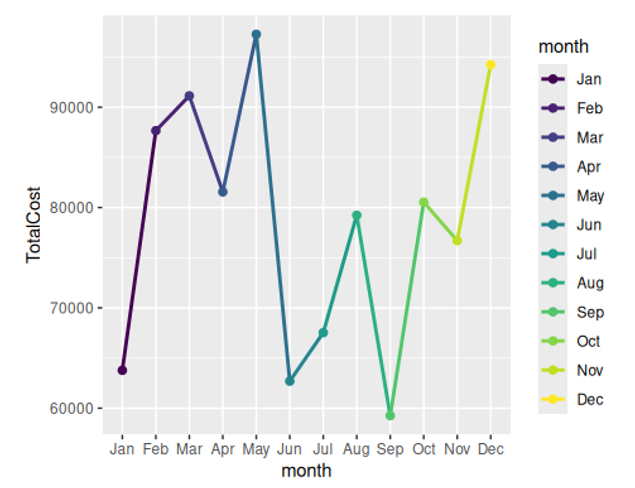 TotalCost
90000
80000
70000
60000
Jan Feb Mar Apr May Jun Jul Aug Sep Oct Nov Dec
month
month
Jan
Feb
Mar
Apr
May
Jun
Jul
Aug
Sep
Oct
Nov
Dec